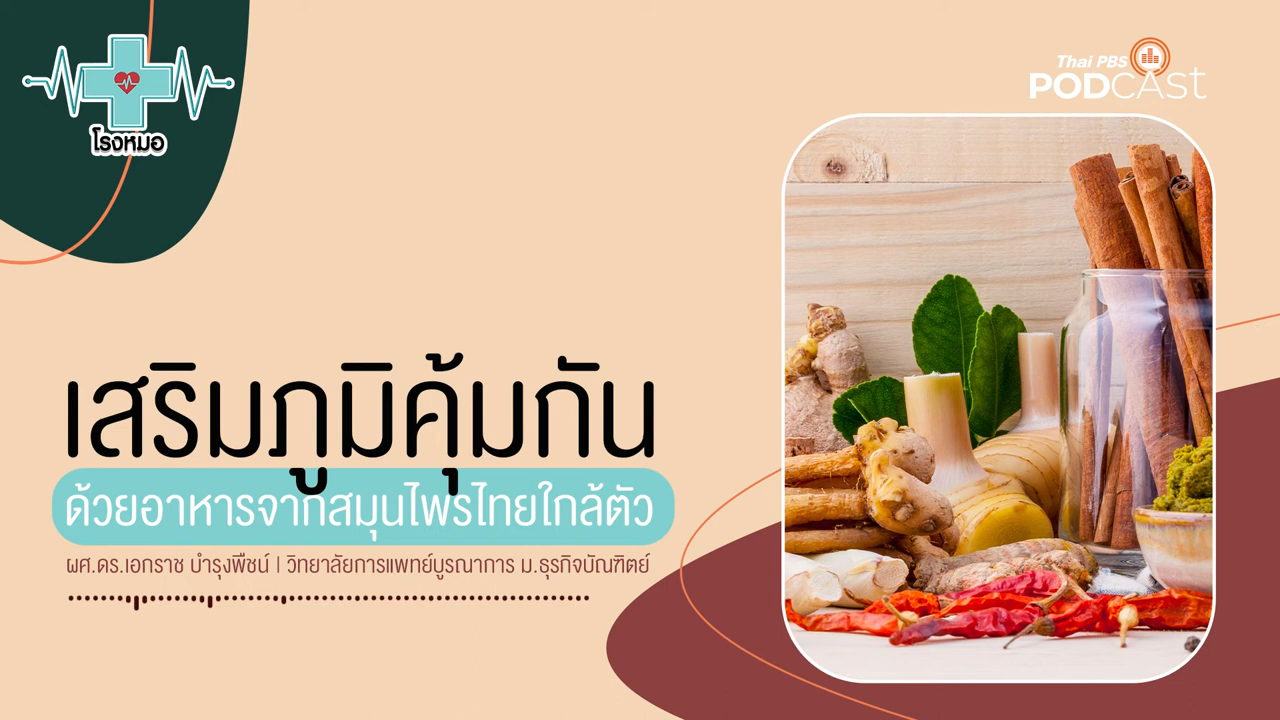 โรงหมอ
Thai PBS
PODCAST
เสริมภูมิคุ้มกัน
ด้วยอาหารจากสมุนไพรไทยใกล้ตัว
ผศ.ดร.เอกราช บำรุงพืชน์ | วิทยาลัยการแพทย์บูรณาการ ม.ธุรกิจบัณฑิตย์